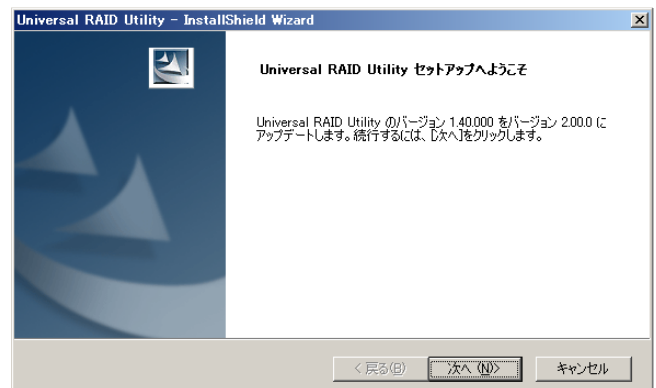 Universal RAID Utility - InstallShield Wizard
Universal RAID Utility セットアップへようこそ
Universal RAID Utility のバージョン 1.40.000 をバージョン 2.00.0 に
アップデートします。続行するには、[次へ]をクリックします。
< 戻る(B)
次へ (N)>
キャンセル